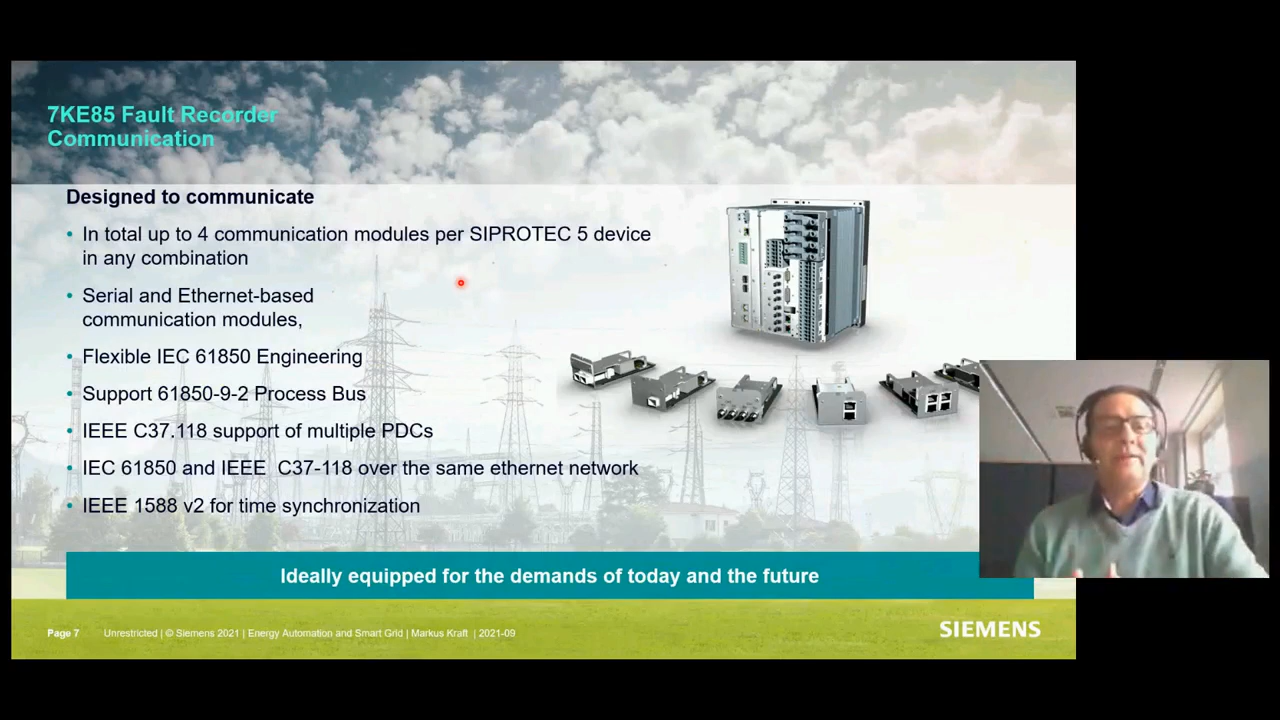 7KE85 Fault Recorder
Communication
Designed to communicate
• In total up to 4 communication modules per SIPROTEC 5 device
in any combination
• Serial and Ethernet-based
communication modules,
• Flexible IEC 61850 Engineering
• Support 61850-9-2 Process Bus
• IEEE C37.118 support of multiple PDCs
• IEC 61850 and IEEE C37-118 over the same ethernet network
• IEEE 1588 v2 for time synchronization
Ideally equipped for the demands of today and the future
Page 7 Unrestricted | © Siemens 2021 | Energy Automation and Smart Grid | Markus Kraft | 2021-09
SIEMENS